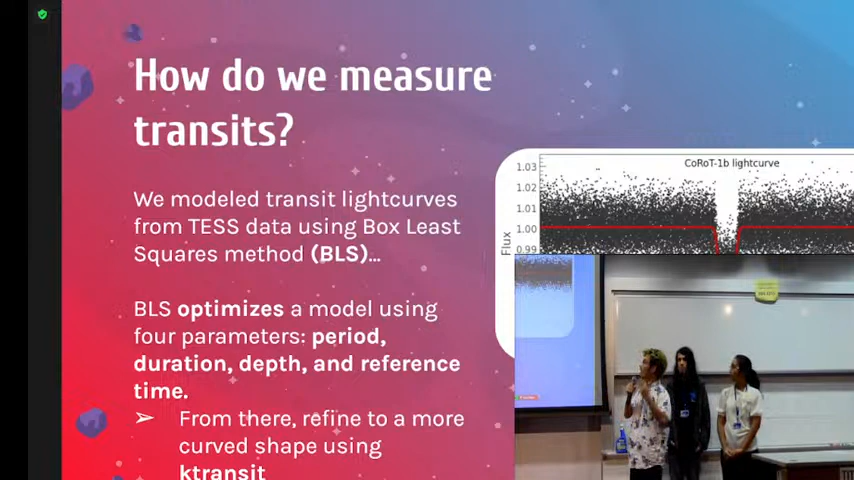 How do we measure
transits?
We modeled transit lightcurves
from TESS data using Box Least
Squares method (BLS)…
BLS optimizes a model using
four parameters: period,
duration, depth, and reference
time.
➢ From there, refine to a more
curved shape using
ktransit
CoRoT-1b lightcurve
1.03
1.02
1.01
1.00
0.99
Flux